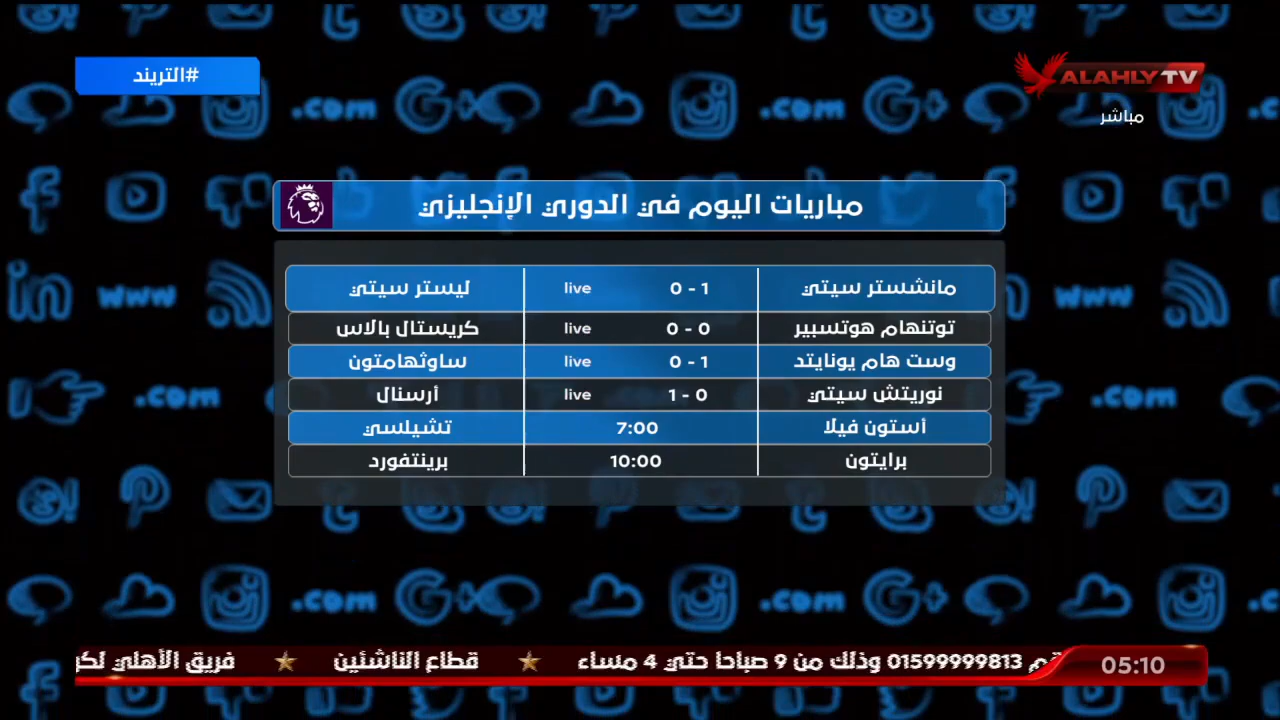 #التريند
ALAHLY TV
مباشر
مباريات اليوم في الدوري الإنجليزي
مانشستر سيتي 1 - 0 live ليستر سيتي
توتنهام هوتسبير 0 - 0 live كريستال بالاس
وست هام يونايتد 1 - 0 live ساوثهامتون
نوريتش سيتي 0 - 1 live أرسنال
أستون فيلا 7:00 تشيلسي
برايتون 10:00 برينتفورد
05:10
01599999813 وذلك من 9 صباحا حتي 4 مساء ★ قطاع الناشئين ★ فريق الأهلي